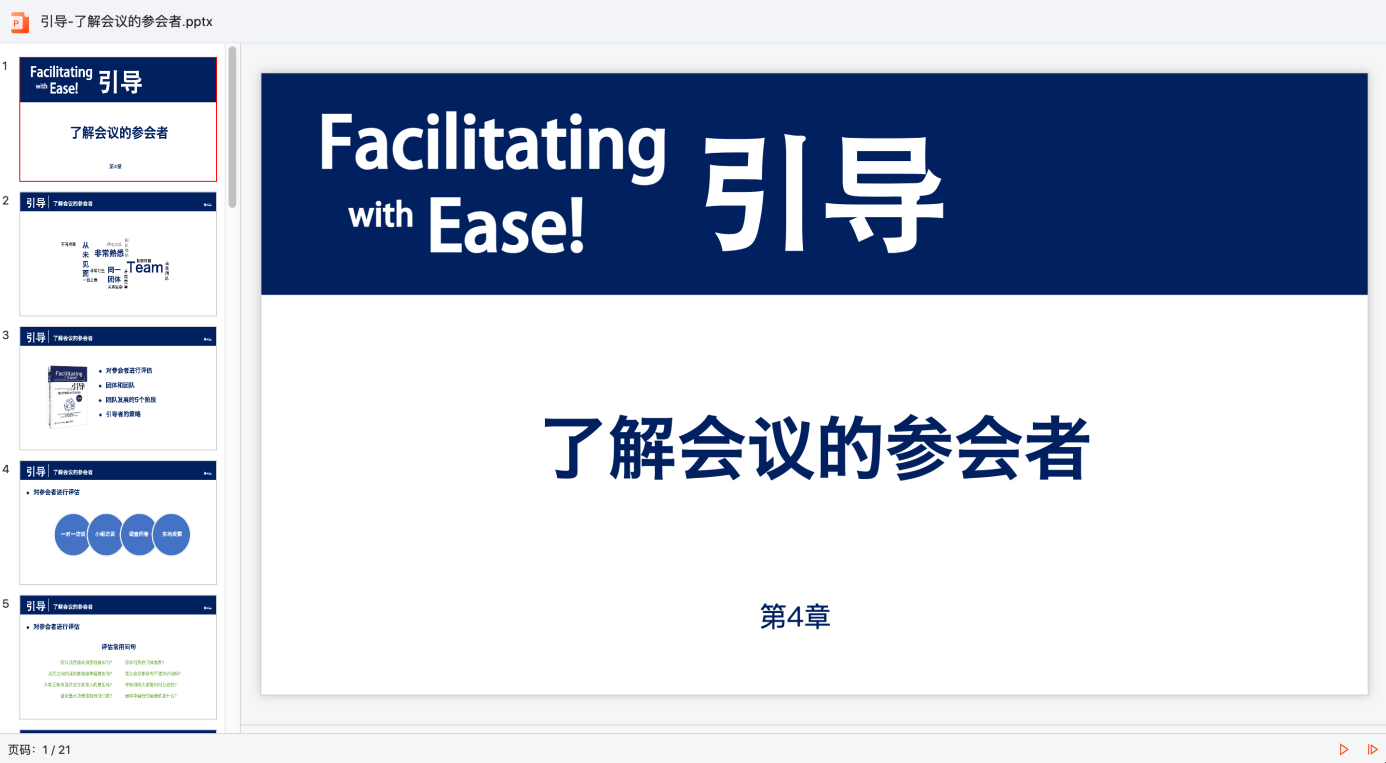 引导-了解会议的参会者.pptx
1
Facilitating
with Ease!
引导
了解会议的参会者
第4章
2
引导
了解会议的参会者
从未见面
非常熟悉
同一团体
Team
3
引导
了解会议的参会者
Facilitating
引导
对参会者进行评估
团体和团队
团队发展的5个阶段
引导者的策略
4
引导
了解会议的参会者
对参会者进行评估
一对一访谈
小组访谈
调查问卷
实地观察
5
引导
了解会议的参会者
对参会者进行评估
评估常用问句
Facilitating
with Ease!
引导
了解会议的参会者
第4章
页码：1 / 21